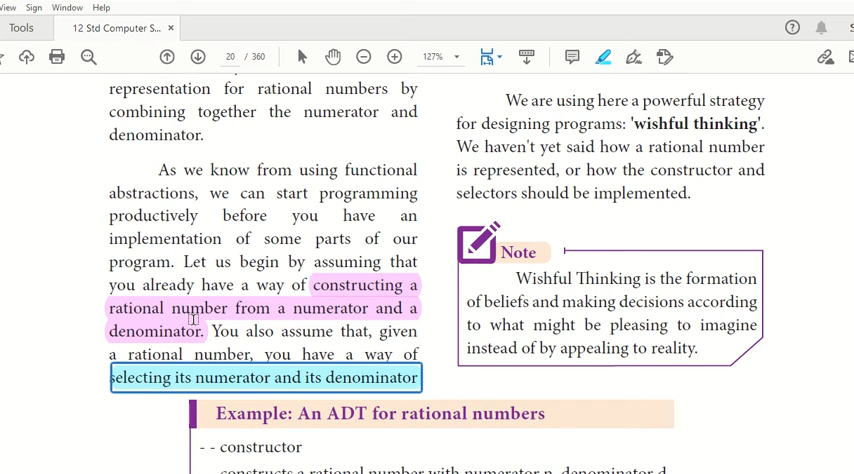 View Sign Window Help
Tools
12 Std Computer S... ×
20 / 360
127%
representation for rational numbers by
combining together the numerator and
denominator.
As we know from using functional
abstractions, we can start programming
productively before you have an
implementation of some parts of our
program. Let us begin by assuming that
you already have a way of constructing a
rational number from a numerator and a
denominator. You also assume that, given
a rational number, you have a way of
selecting its numerator and its denominator
We are using here a powerful strategy
for designing programs: 'wishful thinking'.
We haven't yet said how a rational number
is represented, or how the constructor and
selectors should be implemented.
Note
Wishful Thinking is the formation
of beliefs and making decisions according
to what might be pleasing to imagine
instead of by appealing to reality.
Example: An ADT for rational numbers
- - constructor
constructs a rational number with numerator n, denominator d